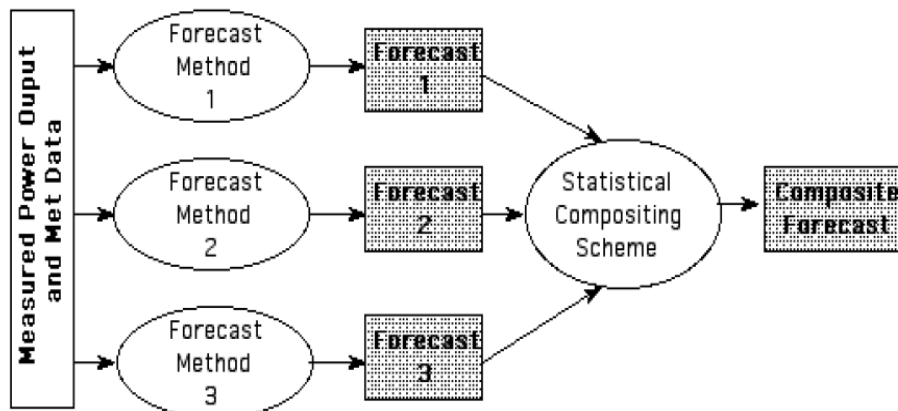 Measured Power Ouput
and Met Data
Forecast
Method
1
Forecast
1
Forecast
Method
2
Forecast
2
Statistical
Compositing
Scheme
Composite
Forecast
Forecast
Method
3
Forecast
3